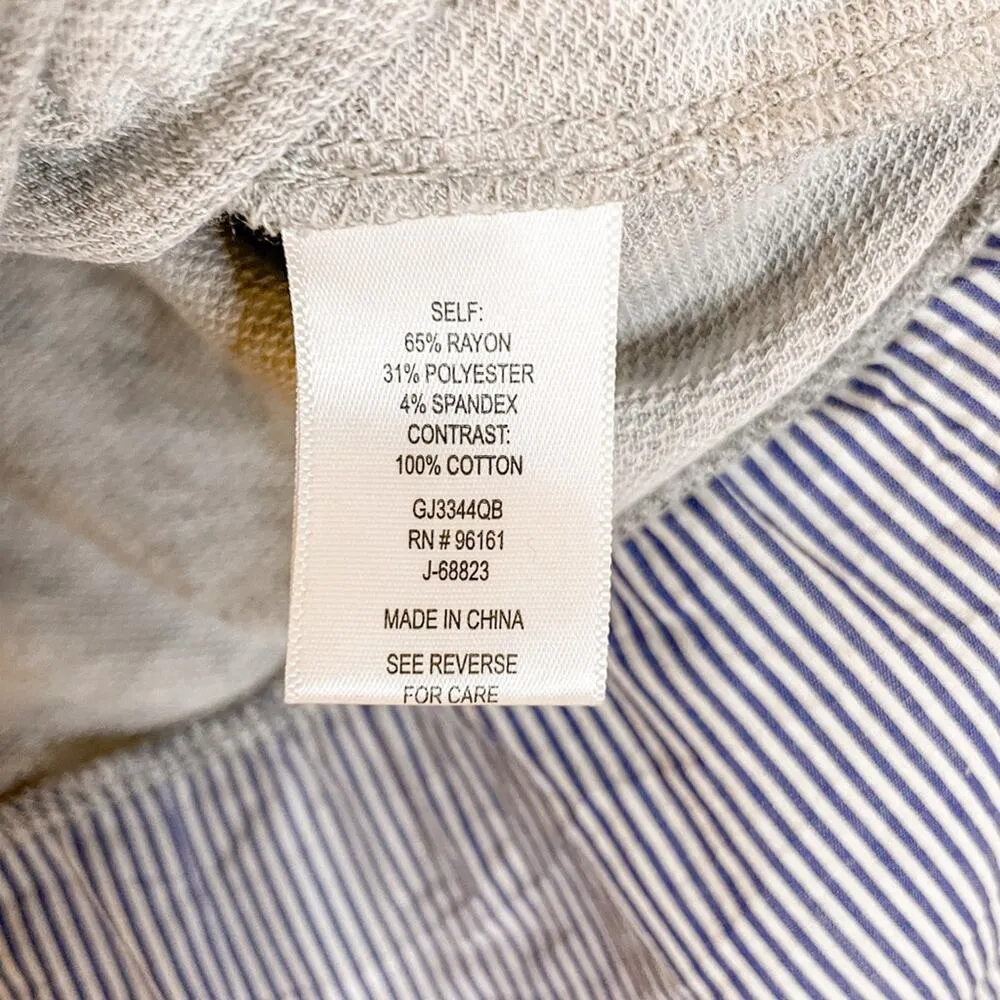 SELF:
65% RAYON
31% POLYESTER
4% SPANDEX
CONTRAST:
100% COTTON
GJ3344QB
RN # 96161
J-68823
MADE IN CHINA
SEE REVERSE
FOR CARE